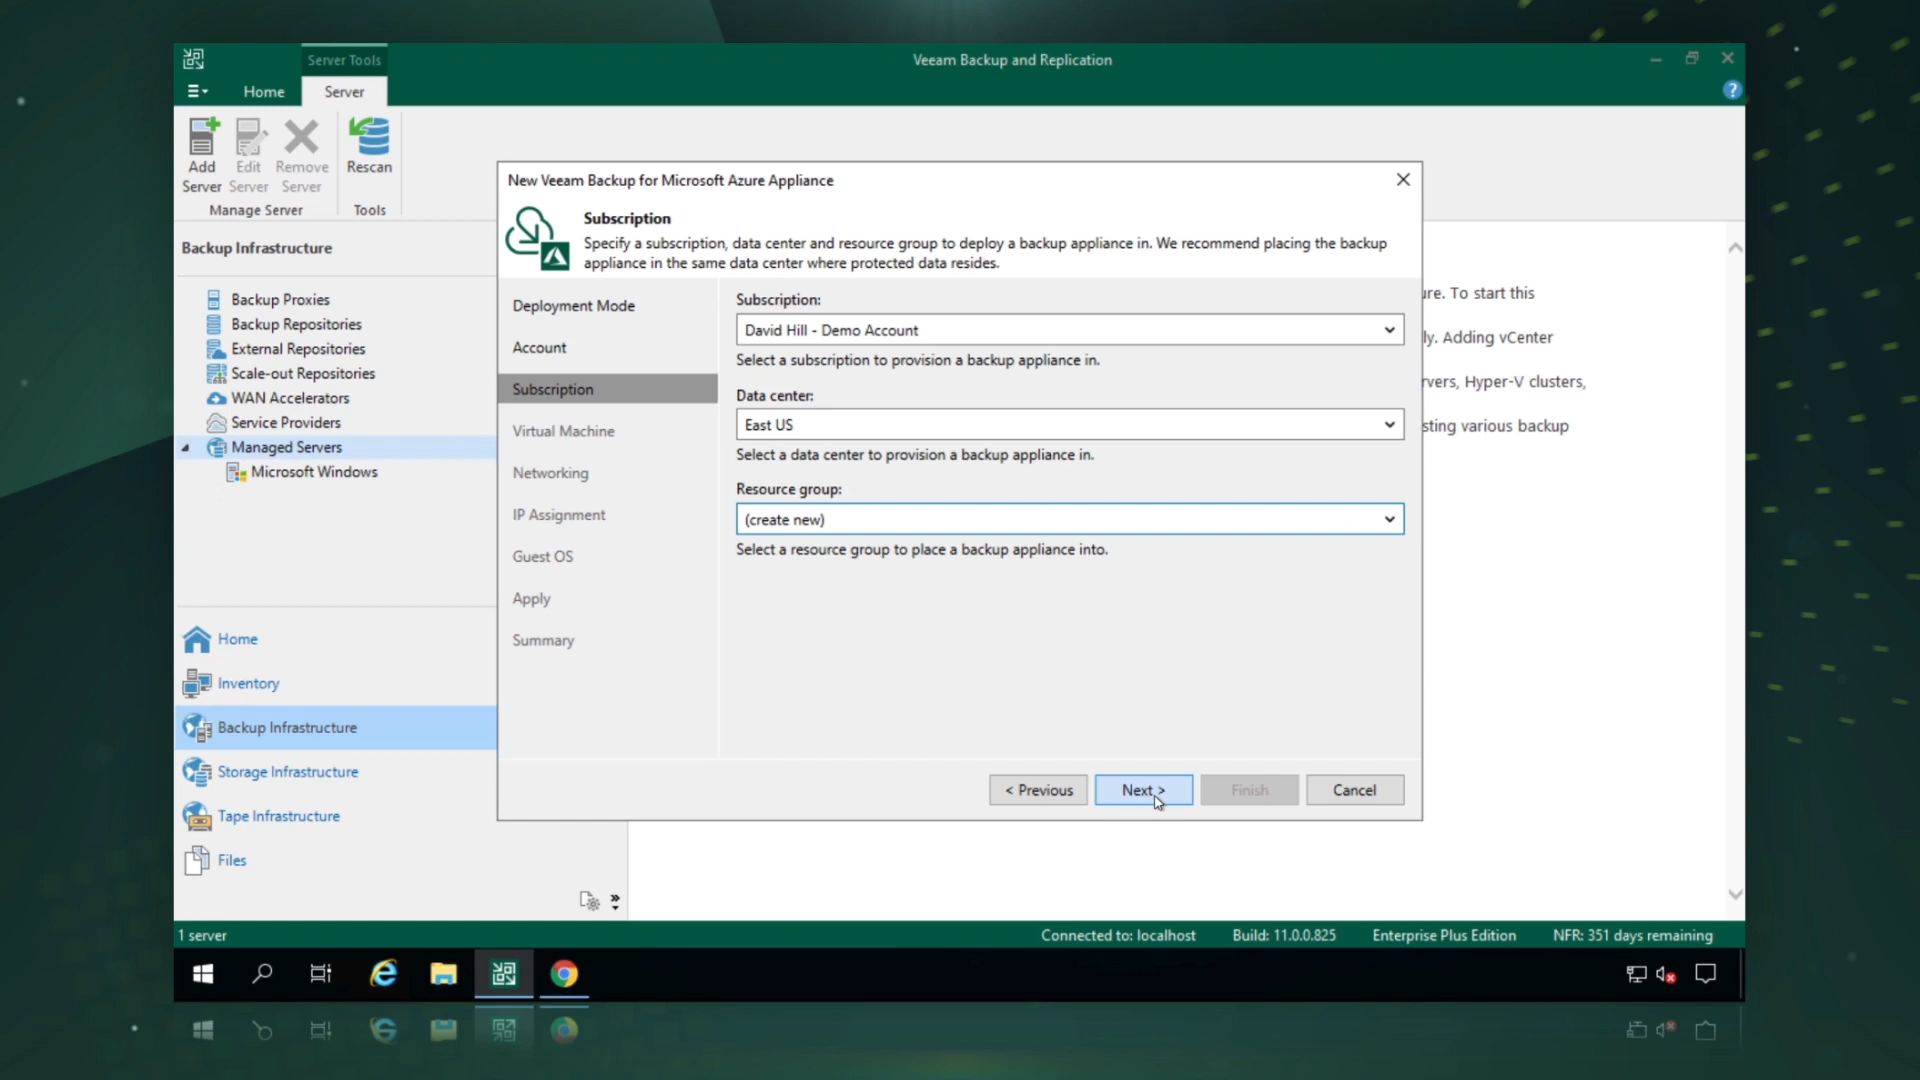 Server Tools
Veeam Backup and Replication
Home
Server
?
Add
Server
Edit
Server
Remove
Server
Manage Server
Rescan
Tools
Backup Infrastructure
Backup Proxies
Backup Repositories
External Repositories
Scale-out Repositories
WAN Accelerators
Service Providers
Managed Servers
Microsoft Windows
Home
Inventory
Backup Infrastructure
Storage Infrastructure
Tape Infrastructure
Files
New Veeam Backup for Microsoft Azure Appliance
Subscription
Specify a subscription, data center and resource group to deploy a backup appliance in. We recommend placing the backup
appliance in the same data center where protected data resides.
Deployment Mode
Account
Subscription
Virtual Machine
Networking
IP Assignment
Guest OS
Apply
Summary
Subscription:
David Hill - Demo Account
Select a subscription to provision a backup appliance in.
Data center:
East US
Select a data center to provision a backup appliance in.
Resource group:
(create new)
Select a resource group to place a backup appliance into.
< Previous
Next >
Finish
Cancel
ure. To start this
ly. Adding vCenter
rvers, Hyper-V clusters,
sting various backup
1 server
Connected to: localhost
Build: 11.0.0.825
Enterprise Plus Edition
NFR: 351 days remaining